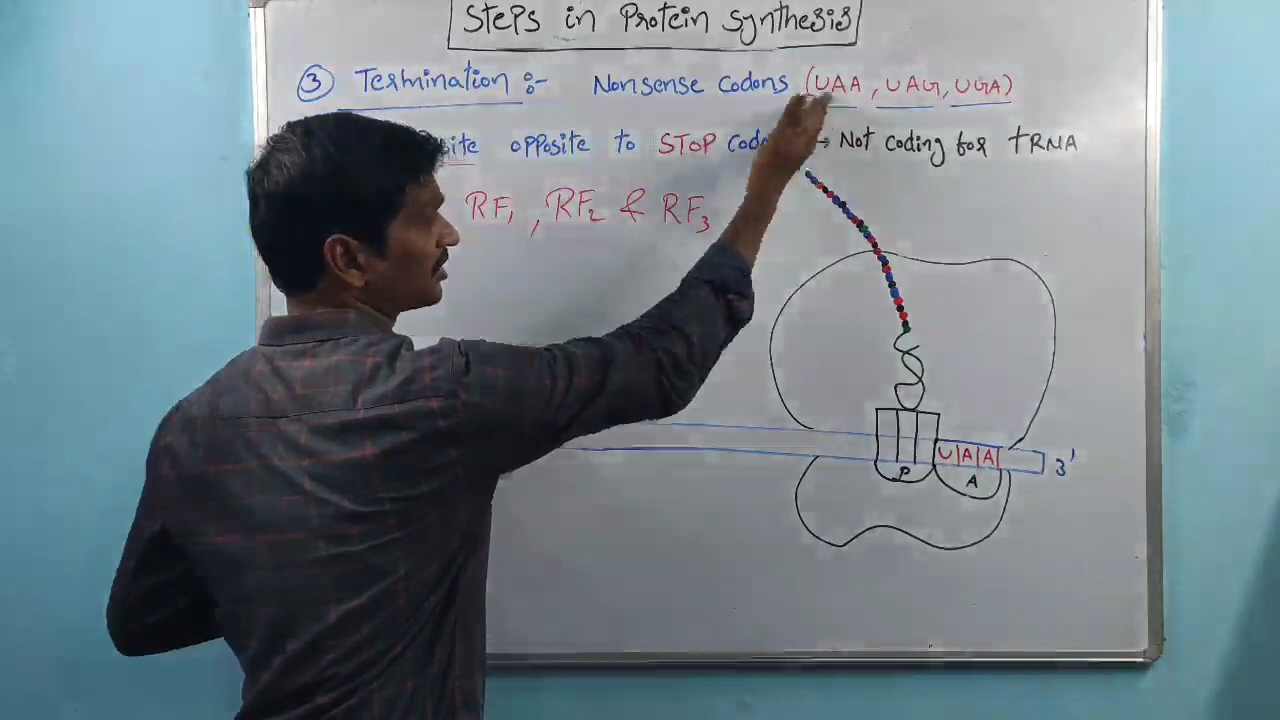 Steps in Protein Synthesis
③ Termination :- Nonsense Codons (UAA, UAG, UGA)
site opposite to STOP → Not coding for tRNA
RF1, RF2 & RF3
U A A
3'
P
A